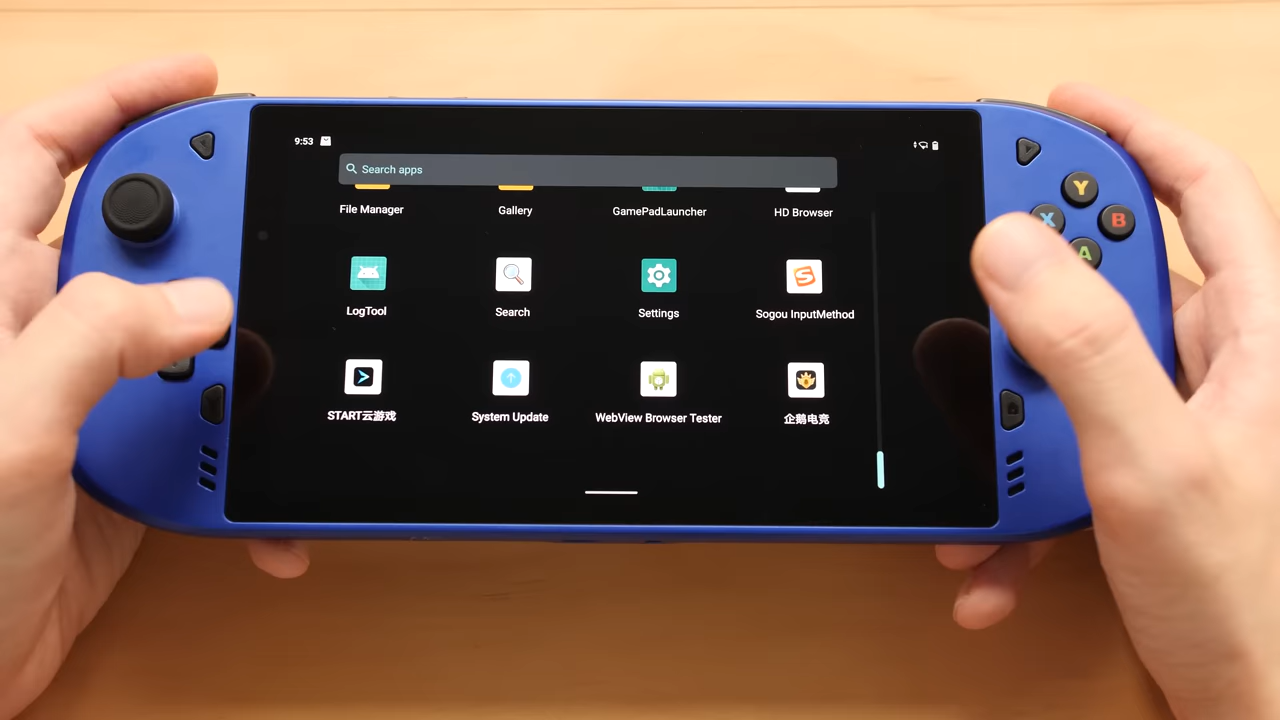 9:53
Search apps
File Manager
Gallery
GamePadLauncher
HD Browser
LogTool
Search
Settings
Sogou InputMethod
START云游戏
System Update
WebView Browser Tester
企鹅电竞
Y
X
B
A